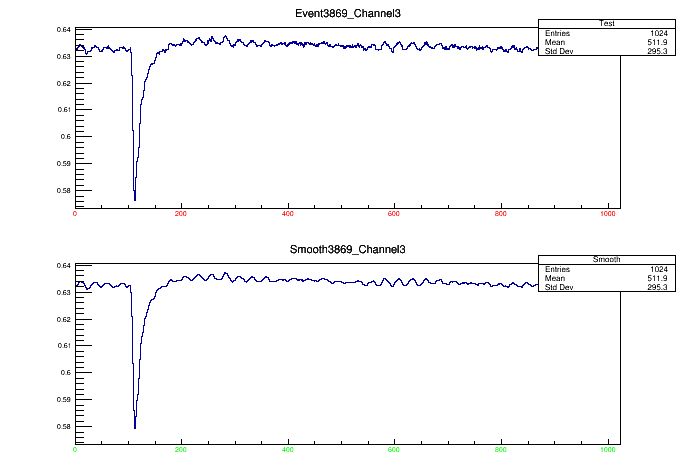 Event3869_Channel3
Test
Entries 1024
Mean 511.9
Std Dev 295.3
0.64
0.63
0.62
0.61
0.6
0.59
0.58
0 200 400 600 800 1000
Smooth3869_Channel3
Smooth
Entries 1024
Mean 511.9
Std Dev 295.3
0.64
0.63
0.62
0.61
0.6
0.59
0.58
0 200 400 600 800 1000